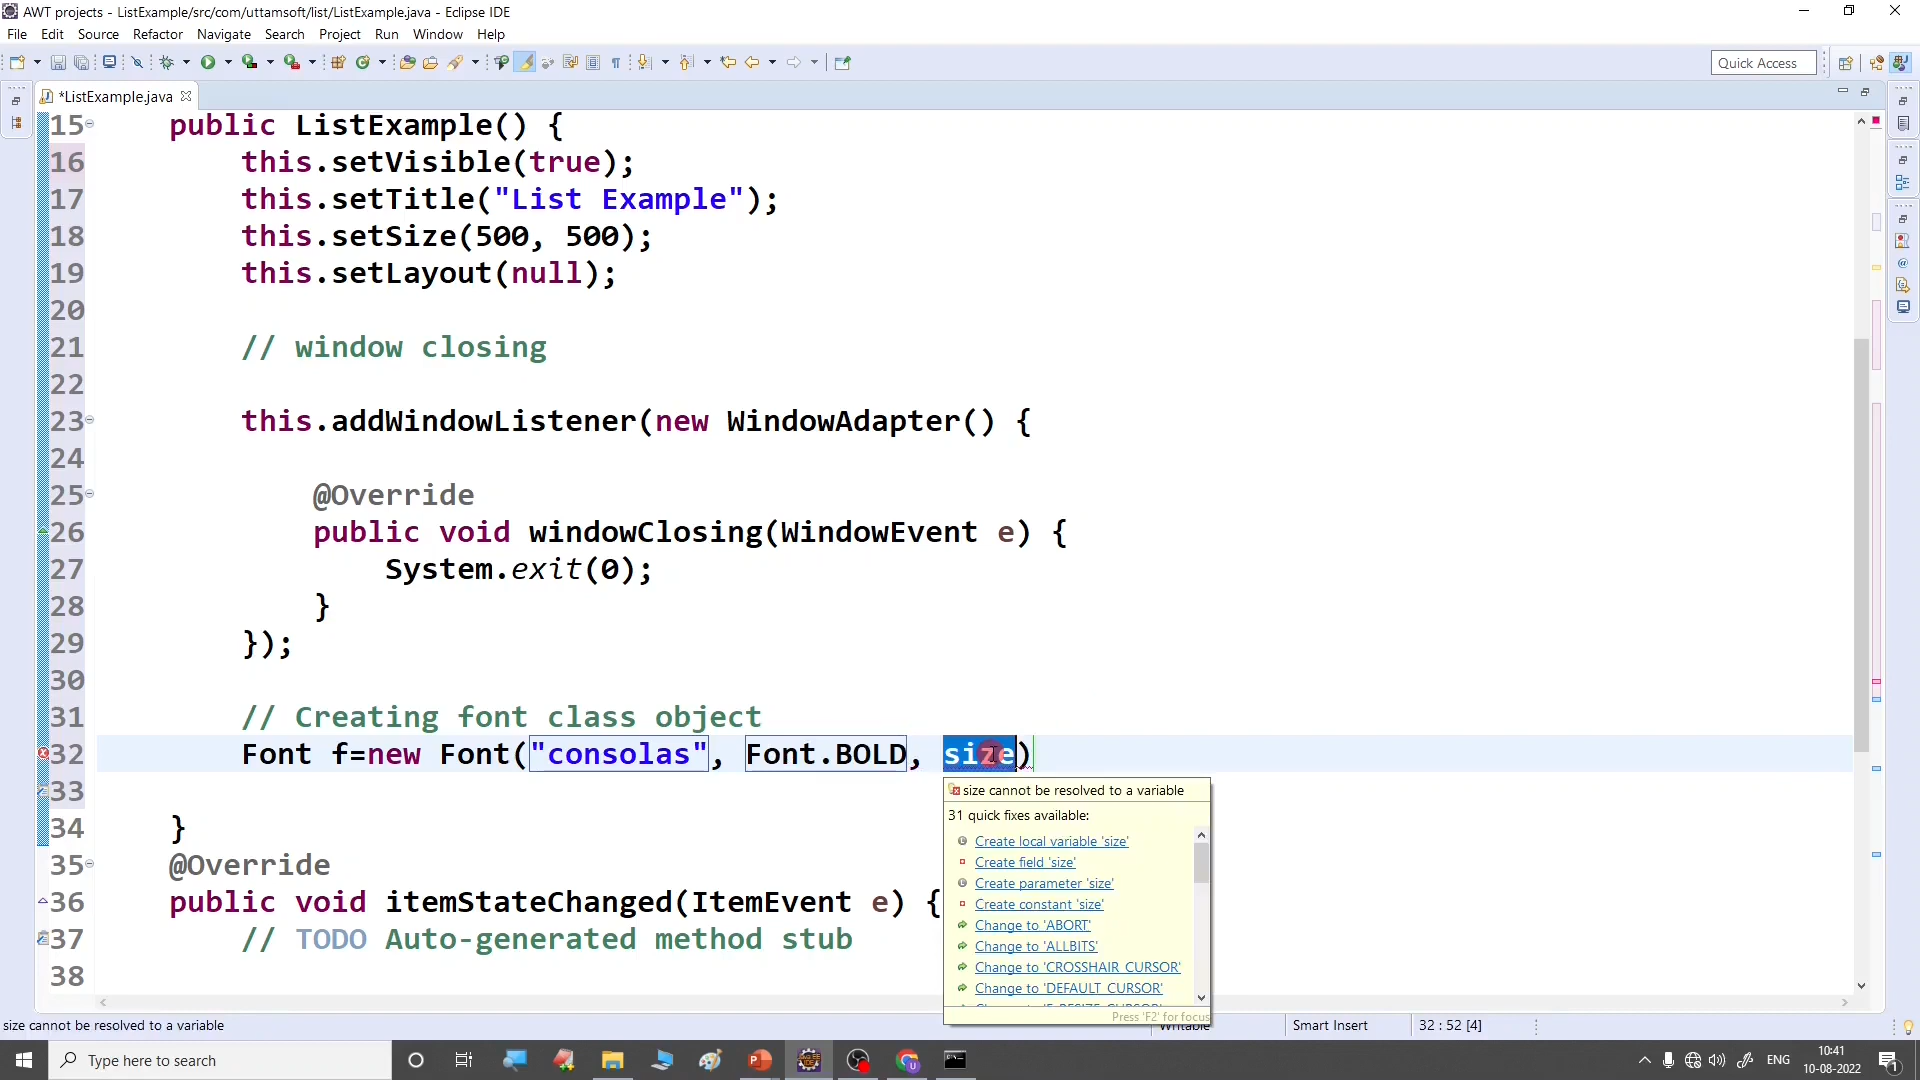 AWT projects - ListExample/src/com/uttamsoft/list/ListExample.java - Eclipse IDE
File Edit Source Refactor Navigate Search Project Run Window Help
Quick Access
*ListExample.java
15 public ListExample() {
16 this.setVisible(true);
17 this.setTitle("List Example");
18 this.setSize(500, 500);
19 this.setLayout(null);
20
21 // window closing
22
23 this.addWindowListener(new WindowAdapter() {
24
25 @Override
26 public void windowClosing(WindowEvent e) {
27 System.exit(0);
28 }
29 });
30
31 // Creating font class object
32 Font f=new Font("consolas", Font.BOLD, size)
33
34 }
35 @Override
36 public void itemStateChanged(ItemEvent e) {
37 // TODO Auto-generated method stub
38
size cannot be resolved to a variable
31 quick fixes available:
Create local variable 'size'
Create field 'size'
Create parameter 'size'
Create constant 'size'
Change to 'ABORT'
Change to 'ALLBITS'
Change to 'CROSSHAIR_CURSOR'
Change to 'DEFAULT_CURSOR'
Press 'F2' for focus
size cannot be resolved to a variable
Writable
Smart Insert
32 : 52 [4]
Type here to search
ENG
10:41
10-08-2022